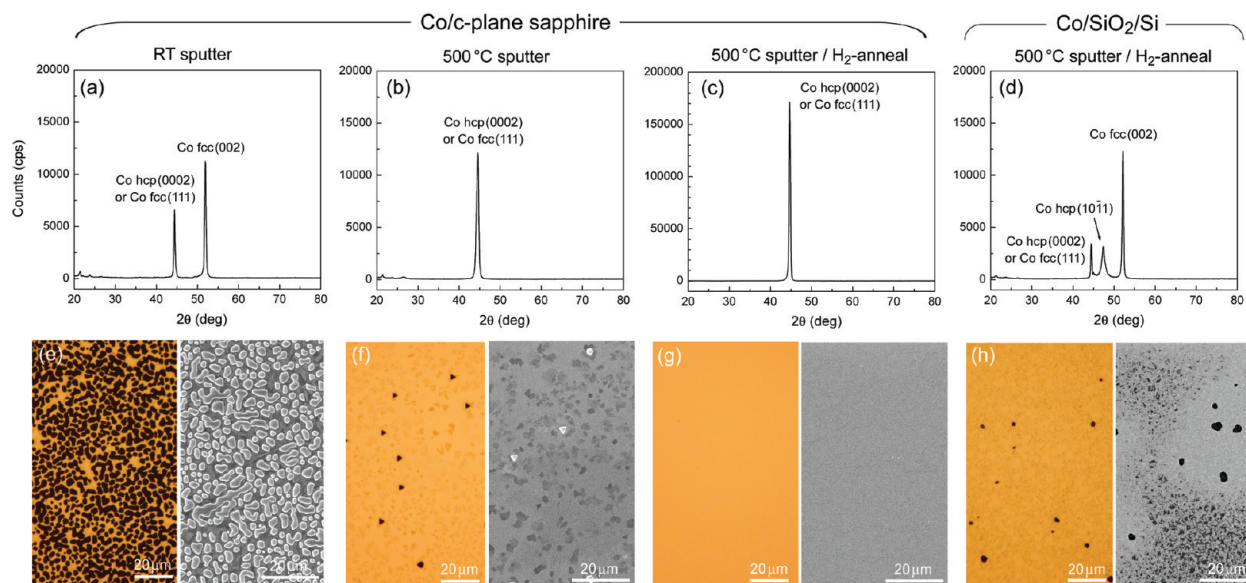 Co/c-plane sapphire
Co/SiO₂/Si
RT sputter
500 °C sputter
500 °C sputter / H₂-anneal
500 °C sputter / H₂-anneal
(a)
Counts (cps)
20000
15000
10000
5000
0
Co hcp(0002)
or Co fcc(111)
Co fcc(002)
20 30 40 50 60 70 80
2θ (deg)
(b)
20000
15000
10000
5000
0
Co hcp(0002)
or Co fcc(111)
20 30 40 50 60 70 80
2θ (deg)
(c)
200000
150000
100000
50000
0
Co hcp(0002)
or Co fcc(111)
20 30 40 50 60 70 80
2θ (deg)
(d)
20000
15000
10000
5000
0
Co fcc(002)
Co hcp(101̄1)
Co hcp(0002)
or Co fcc(111)
20 30 40 50 60 70 80
2θ (deg)
(e)
20 μm
20 μm
(f)
20 μm
20 μm
(g)
20 μm
20 μm
(h)
20 μm
20 μm